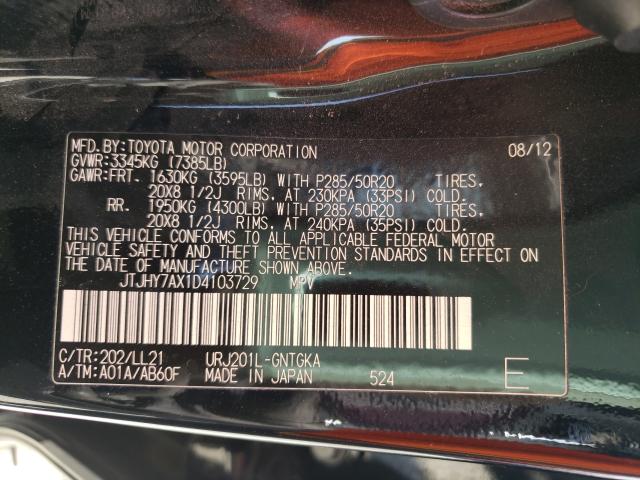 MFD.BY:TOYOTA MOTOR CORPORATION 08/12
GVWR:3345KG (7385LB)
GAWR:FRT. 1630KG (3595LB) WITH P285/50R20 TIRES,
20X8 1/2J RIMS, AT 230KPA (33PSI) COLD.
RR. 1950KG (4300LB) WITH P285/50R20 TIRES,
20X8 1/2J RIMS, AT 240KPA (35PSI) COLD.
THIS VEHICLE CONFORMS TO ALL APPLICABLE FEDERAL MOTOR
VEHICLE SAFETY AND THEFT PREVENTION STANDARDS IN EFFECT ON
THE DATE OF MANUFACTURE SHOWN ABOVE.
JTJHY7AX1D4103729 MPV
C/TR:202/LL21 URJ201L-GNTGKA
A/TM:A01A/AB60F MADE IN JAPAN 524 E